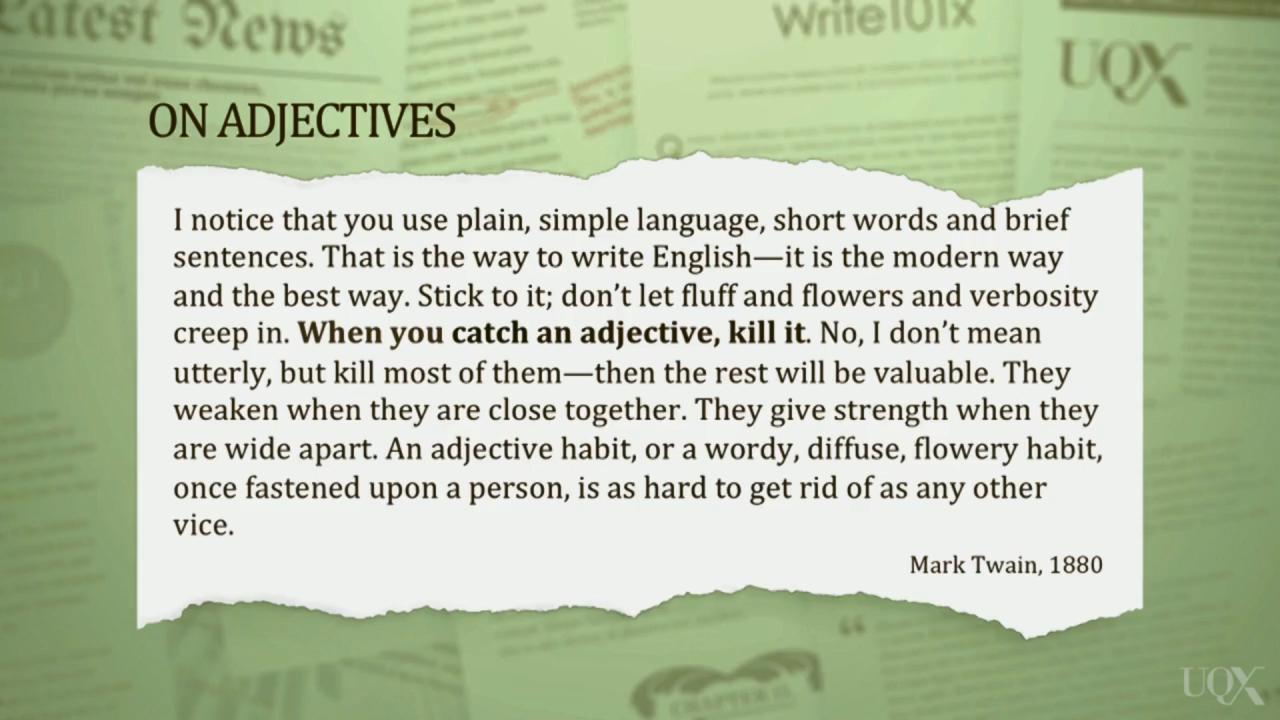 Latest News
Write101x
UQX
ON ADJECTIVES
I notice that you use plain, simple language, short words and brief
sentences. That is the way to write English—it is the modern way
and the best way. Stick to it; don’t let fluff and flowers and verbosity
creep in. When you catch an adjective, kill it. No, I don’t mean
utterly, but kill most of them—then the rest will be valuable. They
weaken when they are close together. They give strength when they
are wide apart. An adjective habit, or a wordy, diffuse, flowery habit,
once fastened upon a person, is as hard to get rid of as any other
vice.
Mark Twain, 1880
UQX